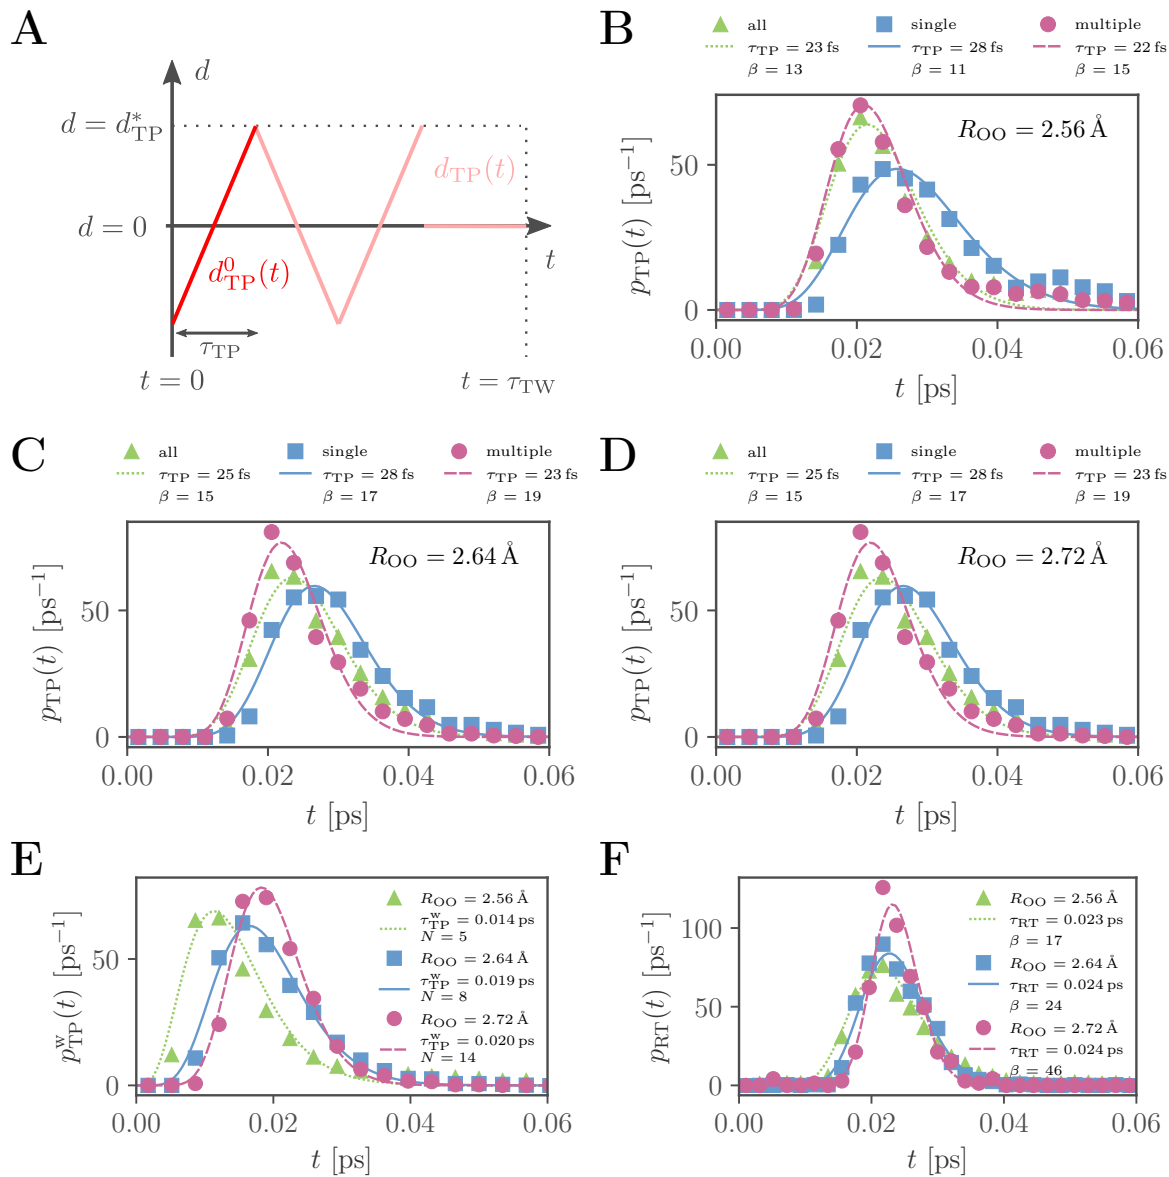 A
d
d = d*TP
dTP(t)
d = 0
d⁰TP(t)
t
τTP
t = 0
t = τTW
B
all single multiple
τTP = 23 fs τTP = 28 fs τTP = 22 fs
β = 13 β = 11 β = 15
ROO = 2.56 Å
pTP(t) [ps⁻¹]
50
0
0.00 0.02 0.04 0.06
t [ps]
C
all single multiple
τTP = 25 fs τTP = 28 fs τTP = 23 fs
β = 15 β = 17 β = 19
ROO = 2.64 Å
pTP(t) [ps⁻¹]
50
0
0.00 0.02 0.04 0.06
t [ps]
D
all single multiple
τTP = 25 fs τTP = 28 fs τTP = 23 fs
β = 15 β = 17 β = 19
ROO = 2.72 Å
pTP(t) [ps⁻¹]
50
0
0.00 0.02 0.04 0.06
t [ps]
E
ROO = 2.56 Å
τʷTP = 0.014 ps
N = 5
ROO = 2.64 Å
τʷTP = 0.019 ps
N = 8
ROO = 2.72 Å
τʷTP = 0.020 ps
N = 14
pʷTP(t) [ps⁻¹]
50
0
0.00 0.02 0.04 0.06
t [ps]
F
ROO = 2.56 Å
τRT = 0.023 ps
β = 17
ROO = 2.64 Å
τRT = 0.024 ps
β = 24
ROO = 2.72 Å
τRT = 0.024 ps
β = 46
pRT(t) [ps⁻¹]
100
50
0
0.00 0.02 0.04 0.06
t [ps]